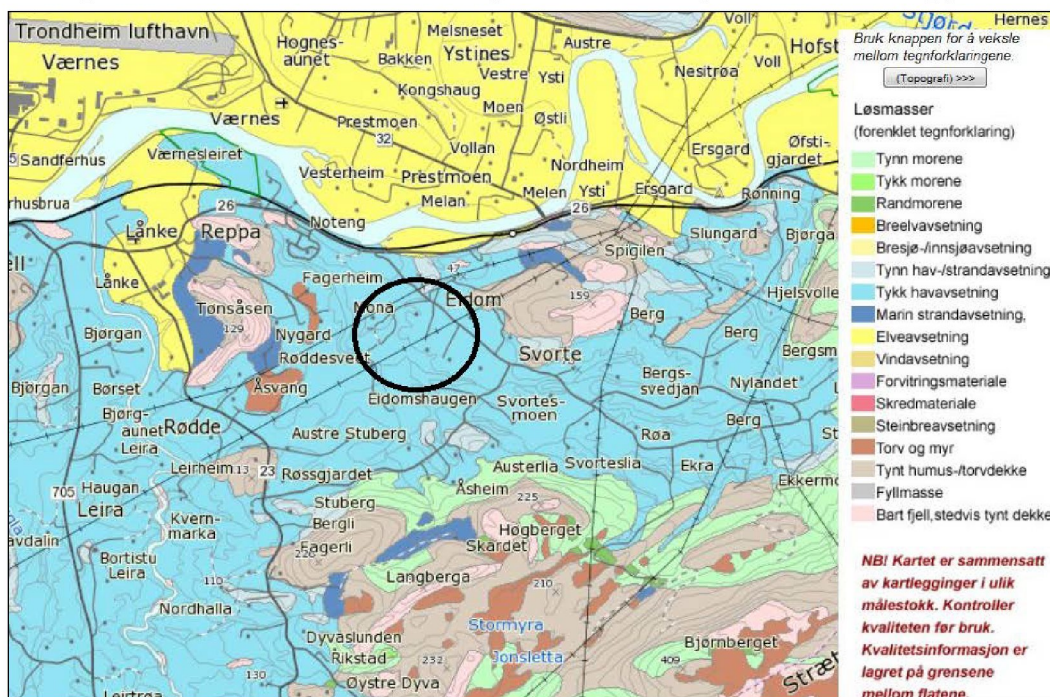 Trondheim lufthavn
Værnes
Hognes-
aunet
Meisneset
Ystines
Bakken
Vestre
Ysti
Kongshaug
Moen
Østli
Austre
Nesitrøa
Voll
Voll
Hofst
Hernes
Værnes
Prestmoen
32
Vollan
Nordheim
Ersgard
Øfsti-
gjardet
Sandferhus
Værnesleiret
Vesterheim
Prestmoen
Melan
Melen
Ysti
Ersgard
Rønning
rhusbrua
26
Noteng
26
Lånke
Reppa
Spigilen
Slungard
Bjørga
Fagerheim
47
Lånke
Tønsåsen
Mona
Eidom
159
Hjelsvolle
129
Nygard
Berg
Berg
Bjørgan
Røddesveet
Svorte
Bergsm
Bjørgan
Børset
Åsvang
Eidomshaugen
Bergs-
svedjan
Nylandet
Bjørg-
aunet
Leira
Rødde
Svortes-
moen
Berg
Austre Stuberg
Røa
Leirheim
13
23
Røssgjardet
Austerlia
Svorteslia
Ekra
705
Haugan
Leira
Åsheim
225
Ekkermo
Stuberg
Kvern-
marka
Bergli
Høgberget
avdalin
220
Fagerli
Skardet
Bortistu
Leira
110
Langberga
210
Nordhalla
Stormyra
Dyvaslunden
Rikstad
Bjørnberget
130
232
Jonsletta
409
Øystre Dyva
Stræt
Leirtrøa
Bruk knappen for å veksle
mellom tegnforklaringene.
(Topografi) >>>
Løsmasser
(forenklet tegnforklaring)
Tynn morene
Tykk morene
Randmorene
Breelvavsetning
Bresjø-/innsjøavsetning
Tynn hav-/strandavsetning
Tykk havavsetning
Marin strandavsetning,
Elveavsetning
Vindavsetning
Forvitringsmateriale
Skredmateriale
Steinbreavsetning
Torv og myr
Tynt humus-/torvdekke
Fyllmasse
Bart fjell,stedvis tynt dekke
NB! Kartet er sammensatt
av kartlegginger i ulik
målestokk. Kontroller
kvaliteten før bruk.
Kvalitetsinformasjon er
lagret på grensene
mellom flatene